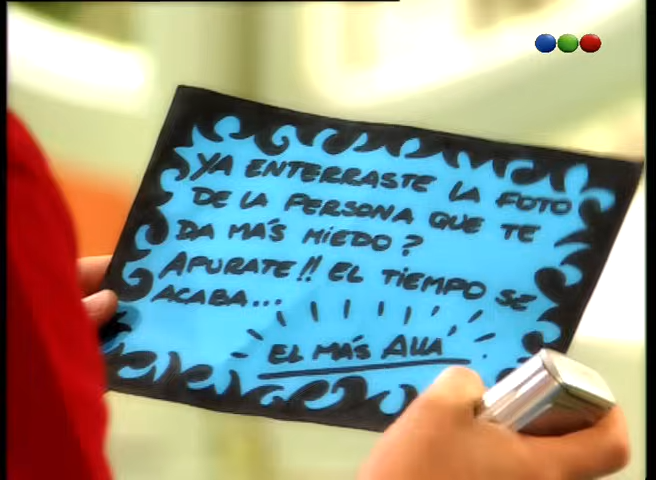 YA ENTERRASTE LA FOTO
DE LA PERSONA QUE TE
DA MÁS MIEDO?
APURATE!! EL TIEMPO SE
ACABA...
EL MÁS ALLA